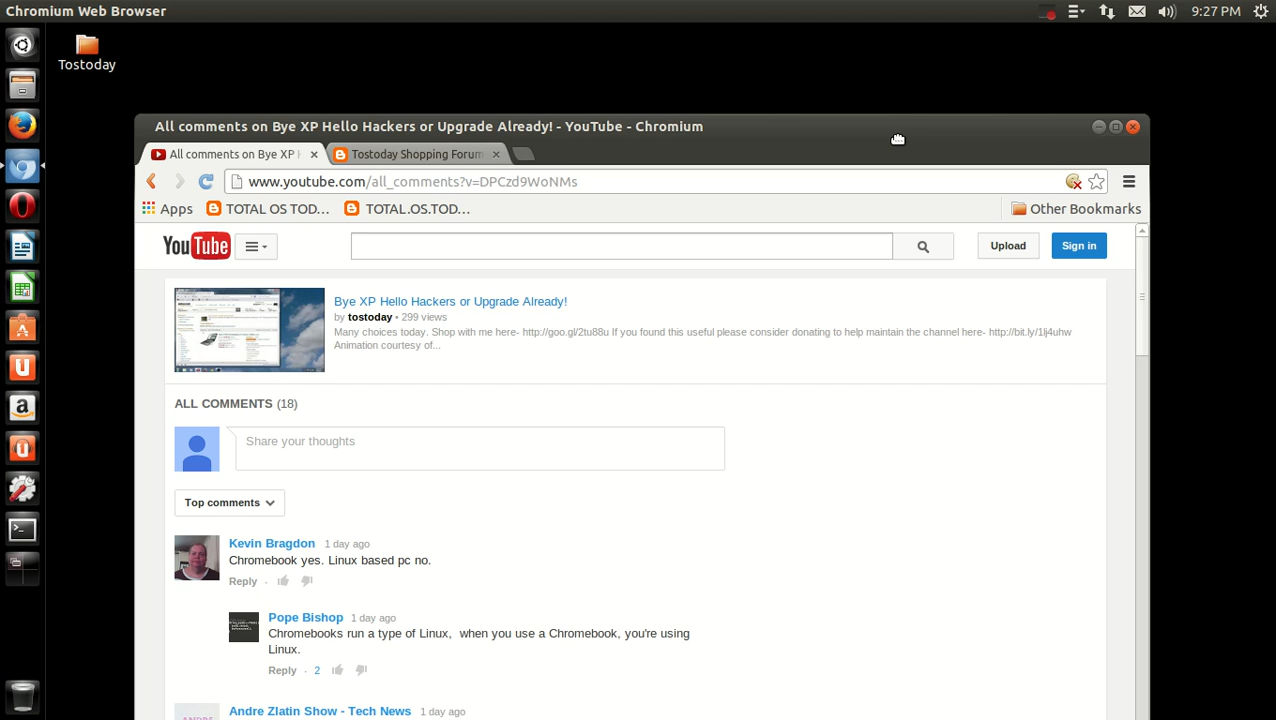 Chromium Web Browser
9:27 PM
Tostoday
All comments on Bye XP Hello Hackers or Upgrade Already! - YouTube - Chromium
All comments on Bye XP H
Tostoday Shopping Forum
www.youtube.com/all_comments?v=DPCzd9WoNMs
Apps
TOTAL OS TOD...
TOTAL.OS.TOD...
Other Bookmarks
YouTube
Upload
Sign in
Bye XP Hello Hackers or Upgrade Already!
by tostoday • 299 views
Many choices today. Shop with me here- http://goo.gl/2tu88u If you found this useful please consider donating to help maintain the channel here- http://bit.ly/1lj4uhw
Animation courtesy of...
ALL COMMENTS (18)
Share your thoughts
Top comments
Kevin Bragdon 1 day ago
Chromebook yes. Linux based pc no.
Reply
Pope Bishop 1 day ago
Chromebooks run a type of Linux, when you use a Chromebook, you're using
Linux.
Reply · 2
Andre Zlatin Show - Tech News 1 day ago